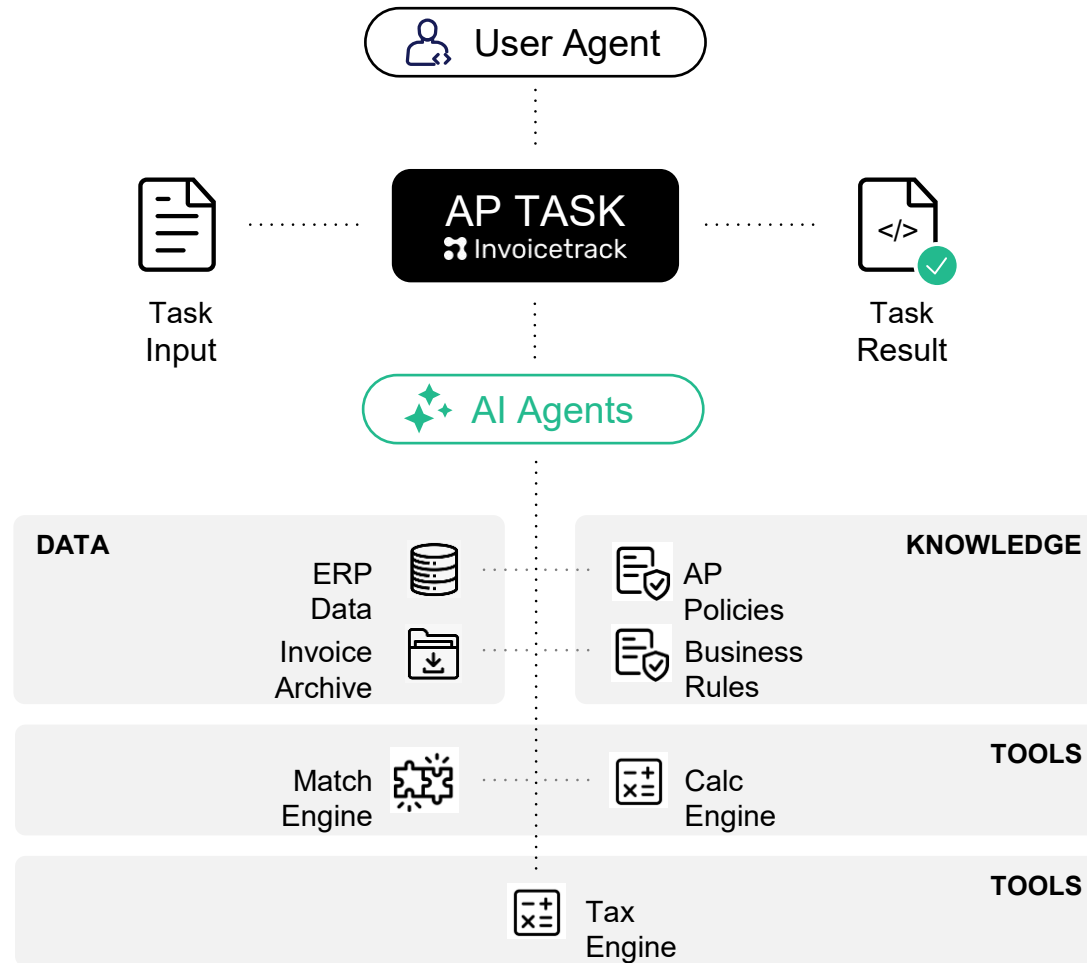 User Agent
AP TASK
Invoicetrack
</>
Task
Input
Task
Result
AI Agents
DATA
ERP
Data
Invoice
Archive
KNOWLEDGE
AP
Policies
Business
Rules
TOOLS
Match
Engine
Calc
Engine
TOOLS
Tax
Engine